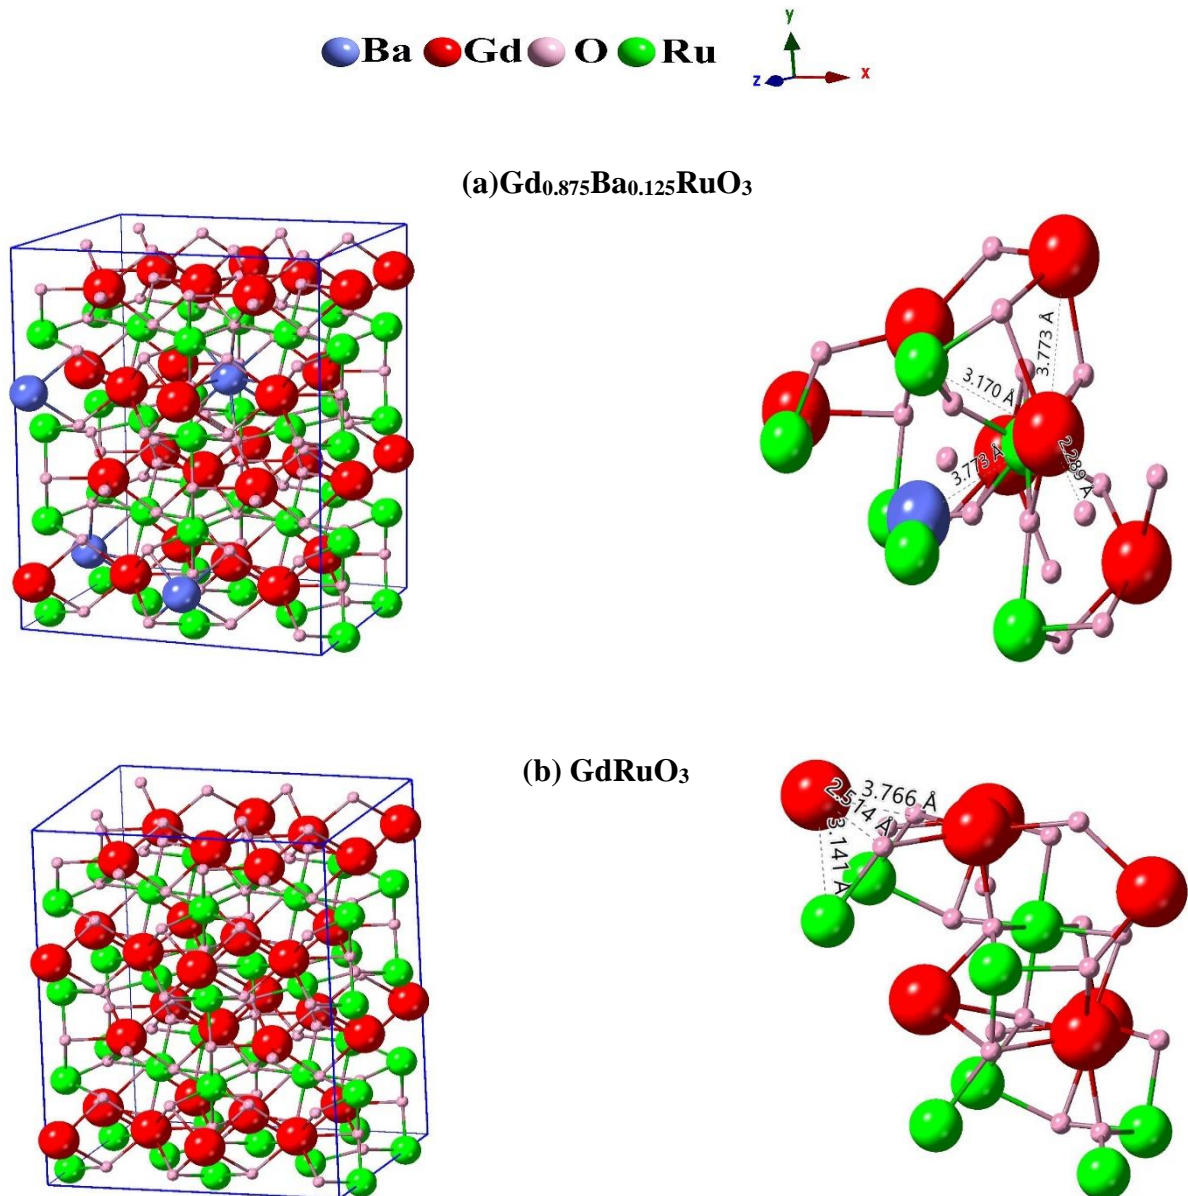 Ba Gd O Ru
y
z x
(a)Gd₀.₈₇₅Ba₀.₁₂₅RuO₃
3.773 Å
3.170 Å
3.773 Å
2.289 Å
(b) GdRuO₃
3.766 Å
2.514 Å
3.141 Å